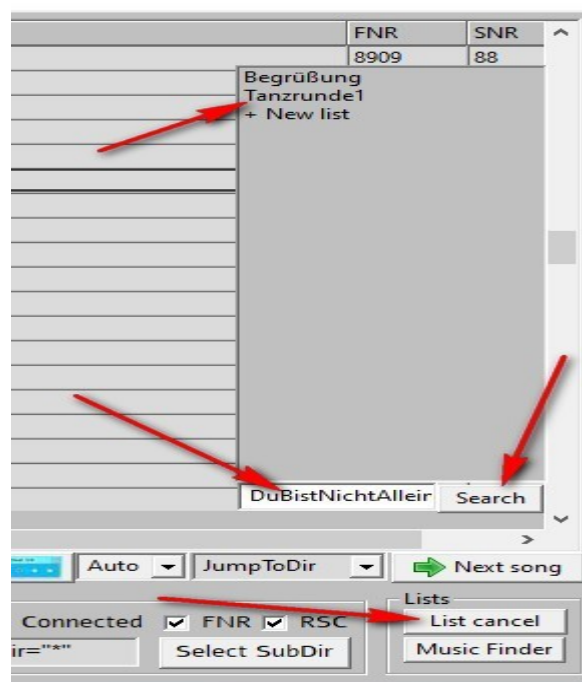 FNR SNR
8909 88
Begrüßung
Tanzrunde1
+ New list
DuBistNichtAllein Search
Auto JumpToDir Next song
Lists
Connected FNR RSC List cancel
ir="*" Select SubDir Music Finder